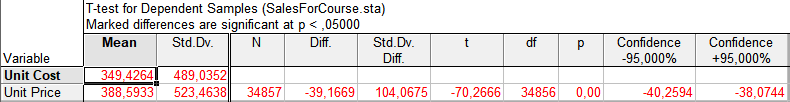 T-test for Dependent Samples (SalesForCourse.sta)
Marked differences are significant at p < ,05000
Variable Mean Std.Dv. N Diff. Std.Dv. Diff. t df p Confidence -95,000% Confidence +95,000%
Unit Cost 349,4264 489,0352
Unit Price 388,5933 523,4638 34857 -39,1669 104,0675 -70,2666 34856 0,00 -40,2594 -38,0744